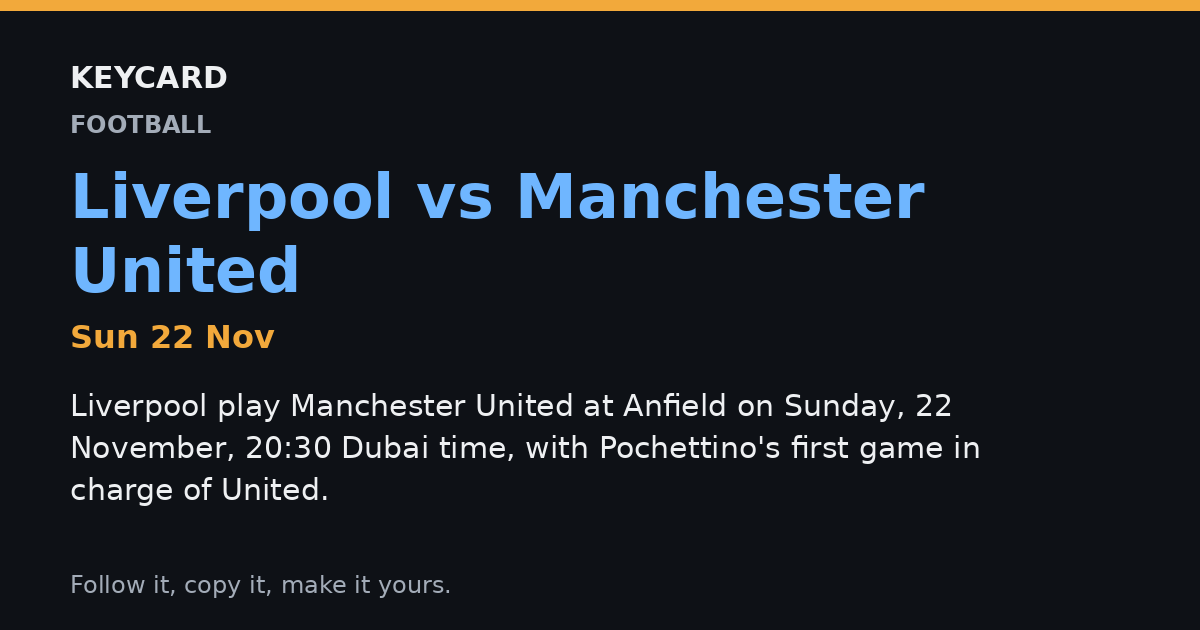 KEYCARD
FOOTBALL
Liverpool vs Manchester
United
Sun 22 Nov
Liverpool play Manchester United at Anfield on Sunday, 22
November, 20:30 Dubai time, with Pochettino's first game in
charge of United.
Follow it, copy it, make it yours.